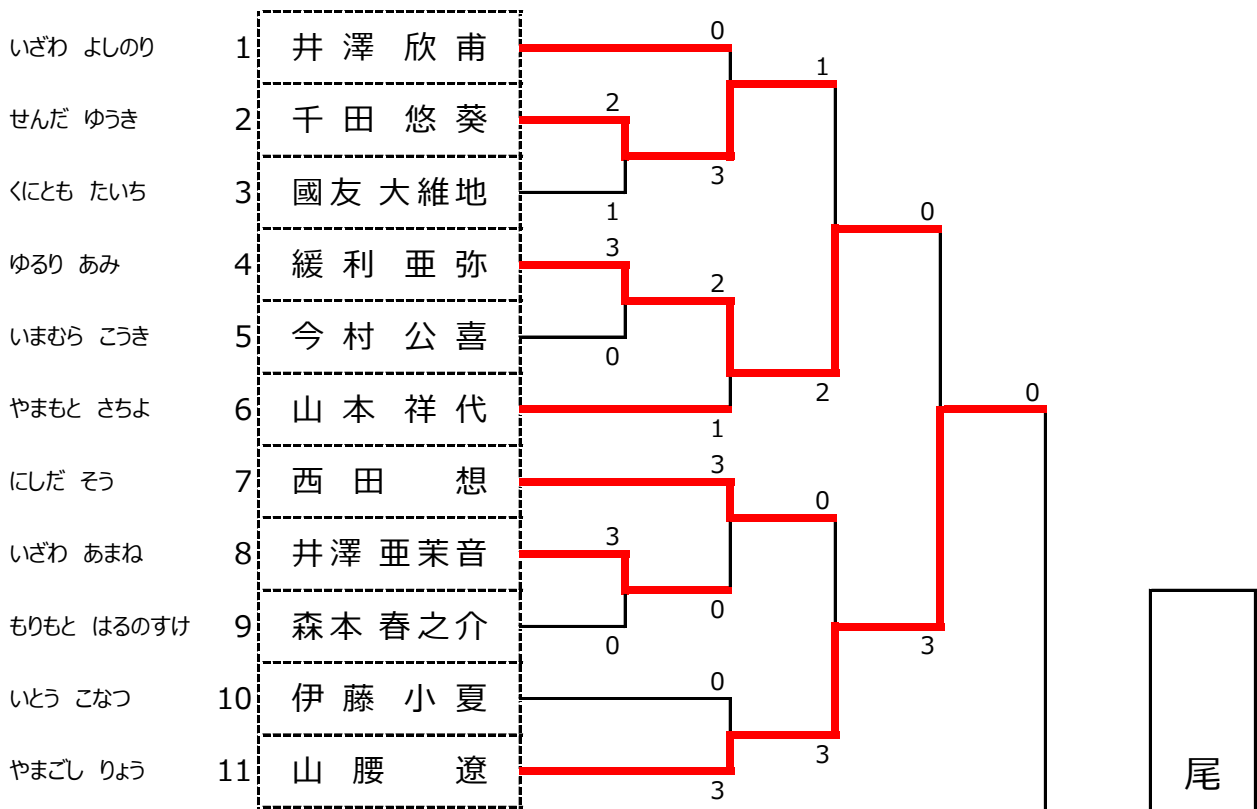 いざわ よしのり 1 井澤 欣甫 0
1
せんだ ゆうき 2 千田 悠葵 2
3
くにとも たいち 3 國友 大維地 1
0
ゆるり あみ 4 緩利 亜弥 3
2
いまむら こうき 5 今村 公喜 0
2
やまもと さちよ 6 山本 祥代 1
0
にしだ そう 7 西田 想 3
0
いざわ あまね 8 井澤 亜茉音 3
0
もりもと はるのすけ 9 森本 春之介 0
3
いとう こなつ 10 伊藤 小夏 0
3
やまごし りょう 11 山腰 遼 3
尾